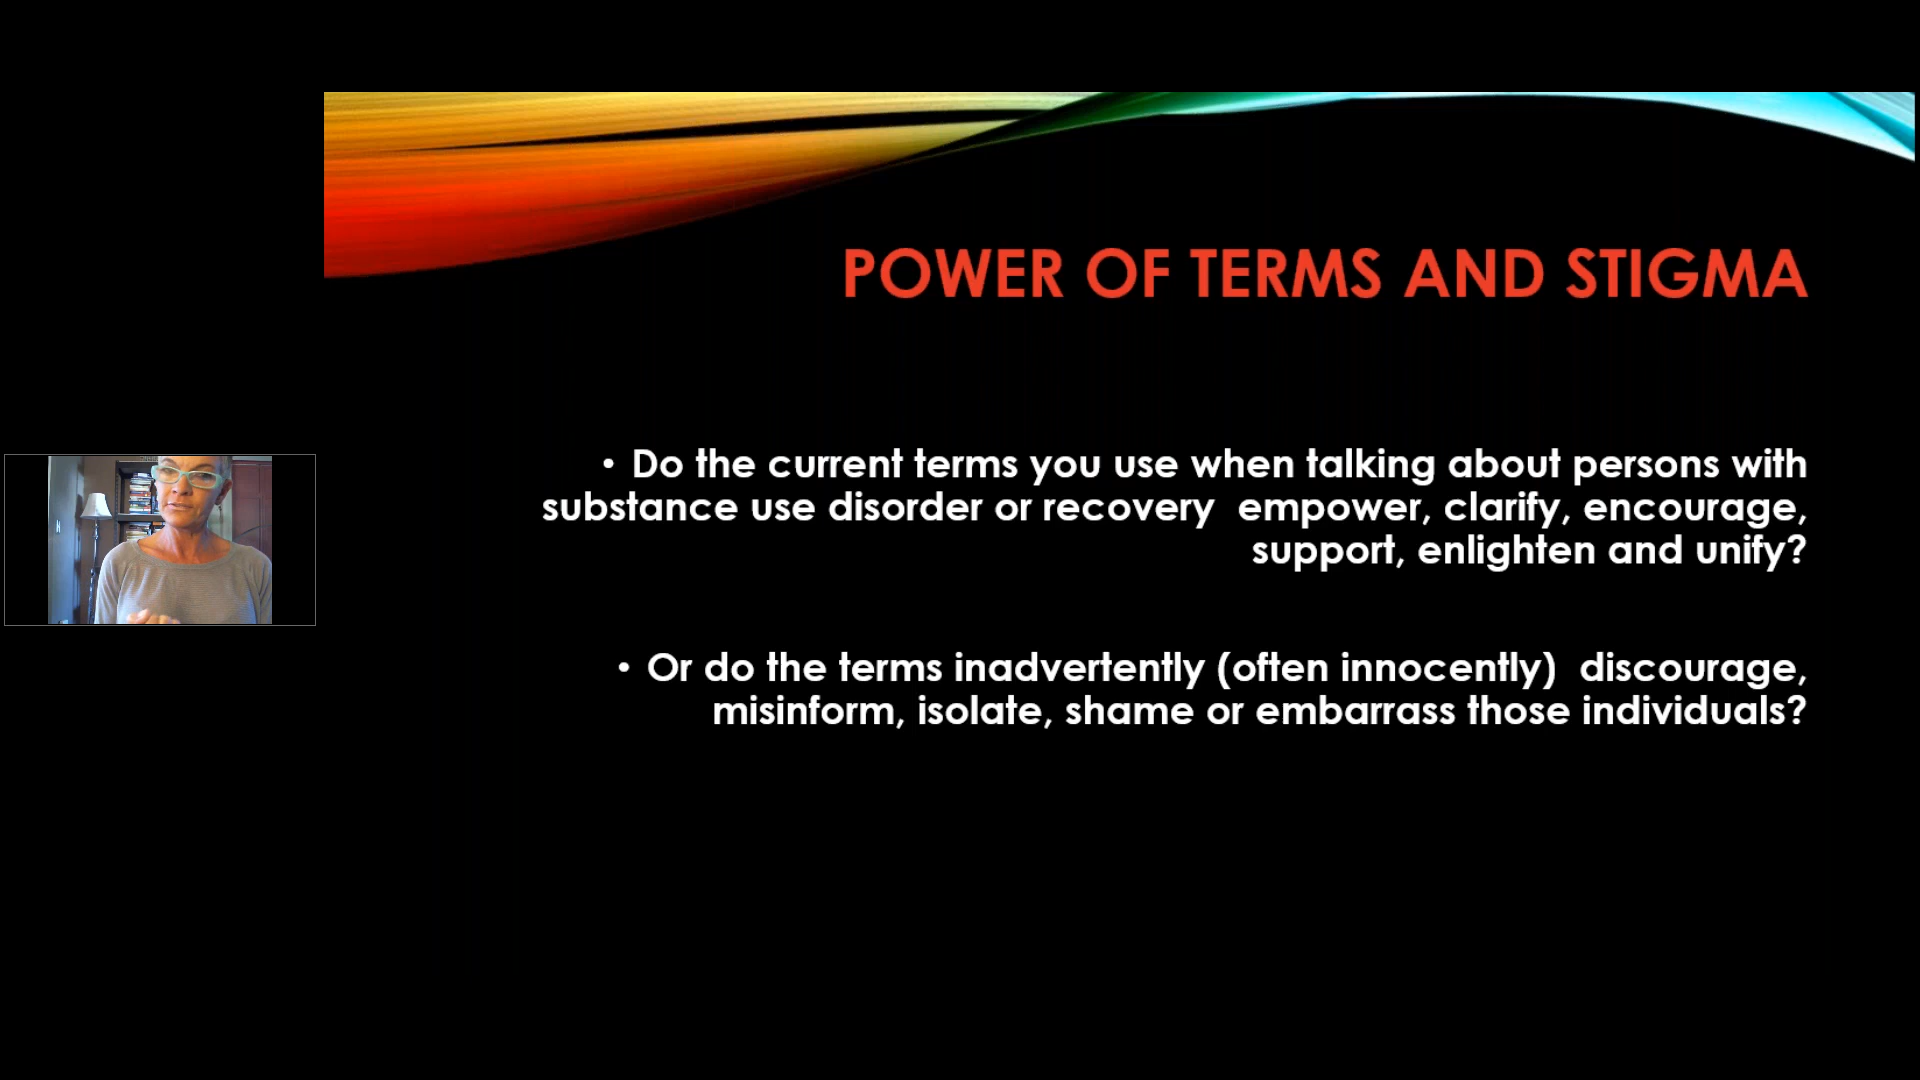 POWER OF TERMS AND STIGMA
• Do the current terms you use when talking about persons with
substance use disorder or recovery  empower, clarify, encourage,
support, enlighten and unify?
• Or do the terms inadvertently (often innocently)  discourage,
misinform, isolate, shame or embarrass those individuals?